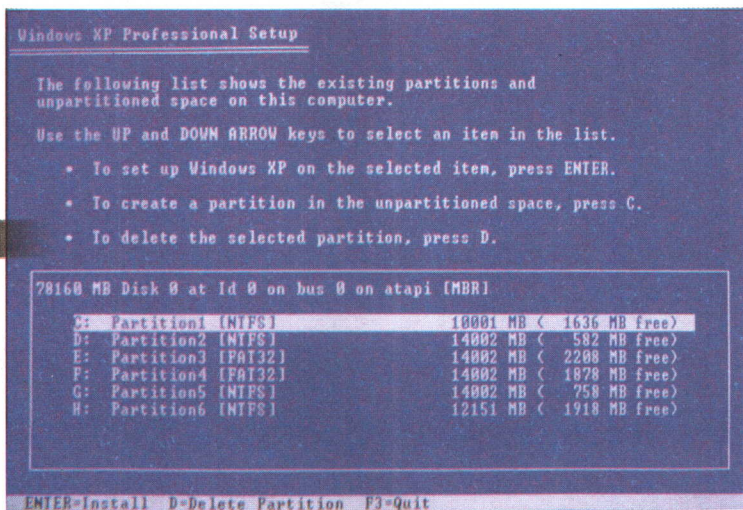 Windows XP Professional Setup
The following list shows the existing partitions and
unpartitioned space on this computer.
Use the UP and DOWN ARROW keys to select an item in the list.
• To set up Windows XP on the selected item, press ENTER.
• To create a partition in the unpartitioned space, press C.
• To delete the selected partition, press D.
78160 MB Disk 0 at Id 0 on bus 0 on atapi [MBR]
C: Partition1 [NTFS] 10001 MB ( 1636 MB free)
D: Partition2 [NTFS] 14002 MB ( 582 MB free)
E: Partition3 [FAT32] 14002 MB ( 2208 MB free)
F: Partition4 [FAT32] 14002 MB ( 1878 MB free)
G: Partition5 [NTFS] 14002 MB ( 758 MB free)
H: Partition6 [NTFS] 12151 MB ( 1918 MB free)
ENTER=Install D=Delete Partition F3=Quit